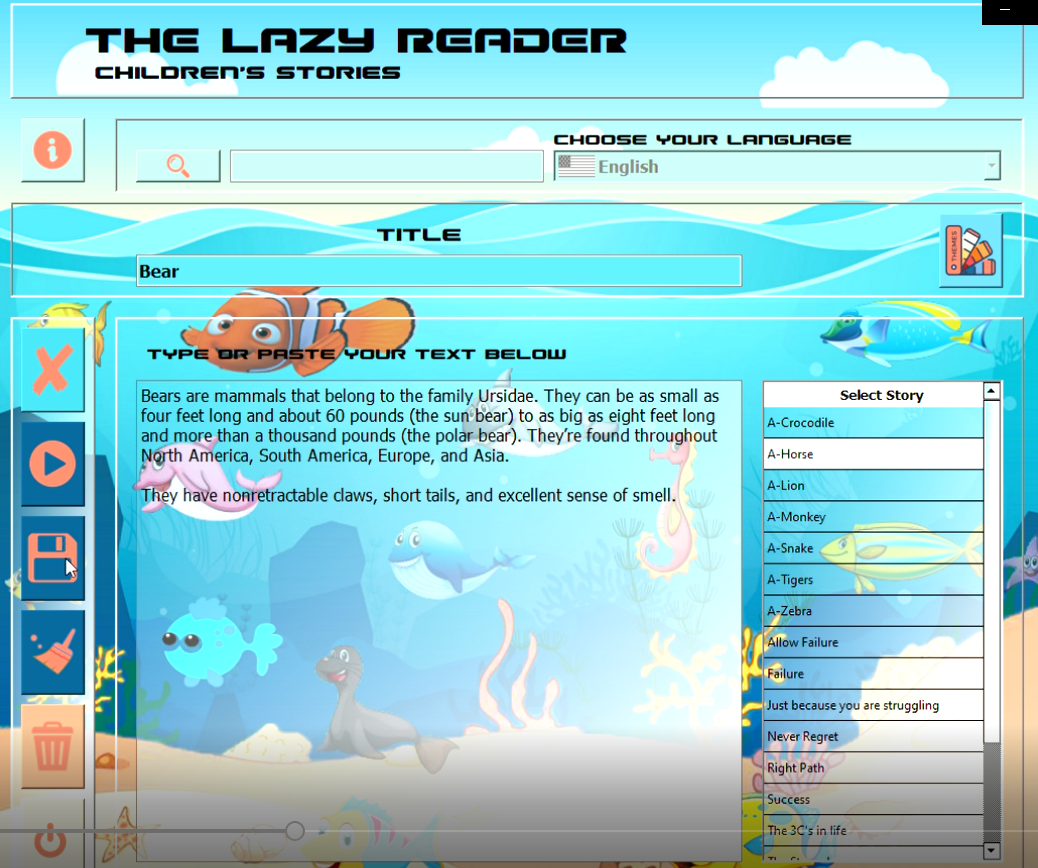 THE LAZY READER
CHILDREN'S STORIES
CHOOSE YOUR LANGUAGE
English
TITLE
THEMES
Bear
TYPE OR PASTE YOUR TEXT BELOW
Bears are mammals that belong to the family Ursidae. They can be as small as
four feet long and about 60 pounds (the sun bear) to as big as eight feet long
and more than a thousand pounds (the polar bear). They're found throughout
North America, South America, Europe, and Asia.
They have nonretractable claws, short tails, and excellent sense of smell.
Select Story
A-Crocodile
A-Horse
A-Lion
A-Monkey
A-Snake
A-Tigers
A-Zebra
Allow Failure
Failure
Just because you are struggling
Never Regret
Right Path
Success
The 3C's in life